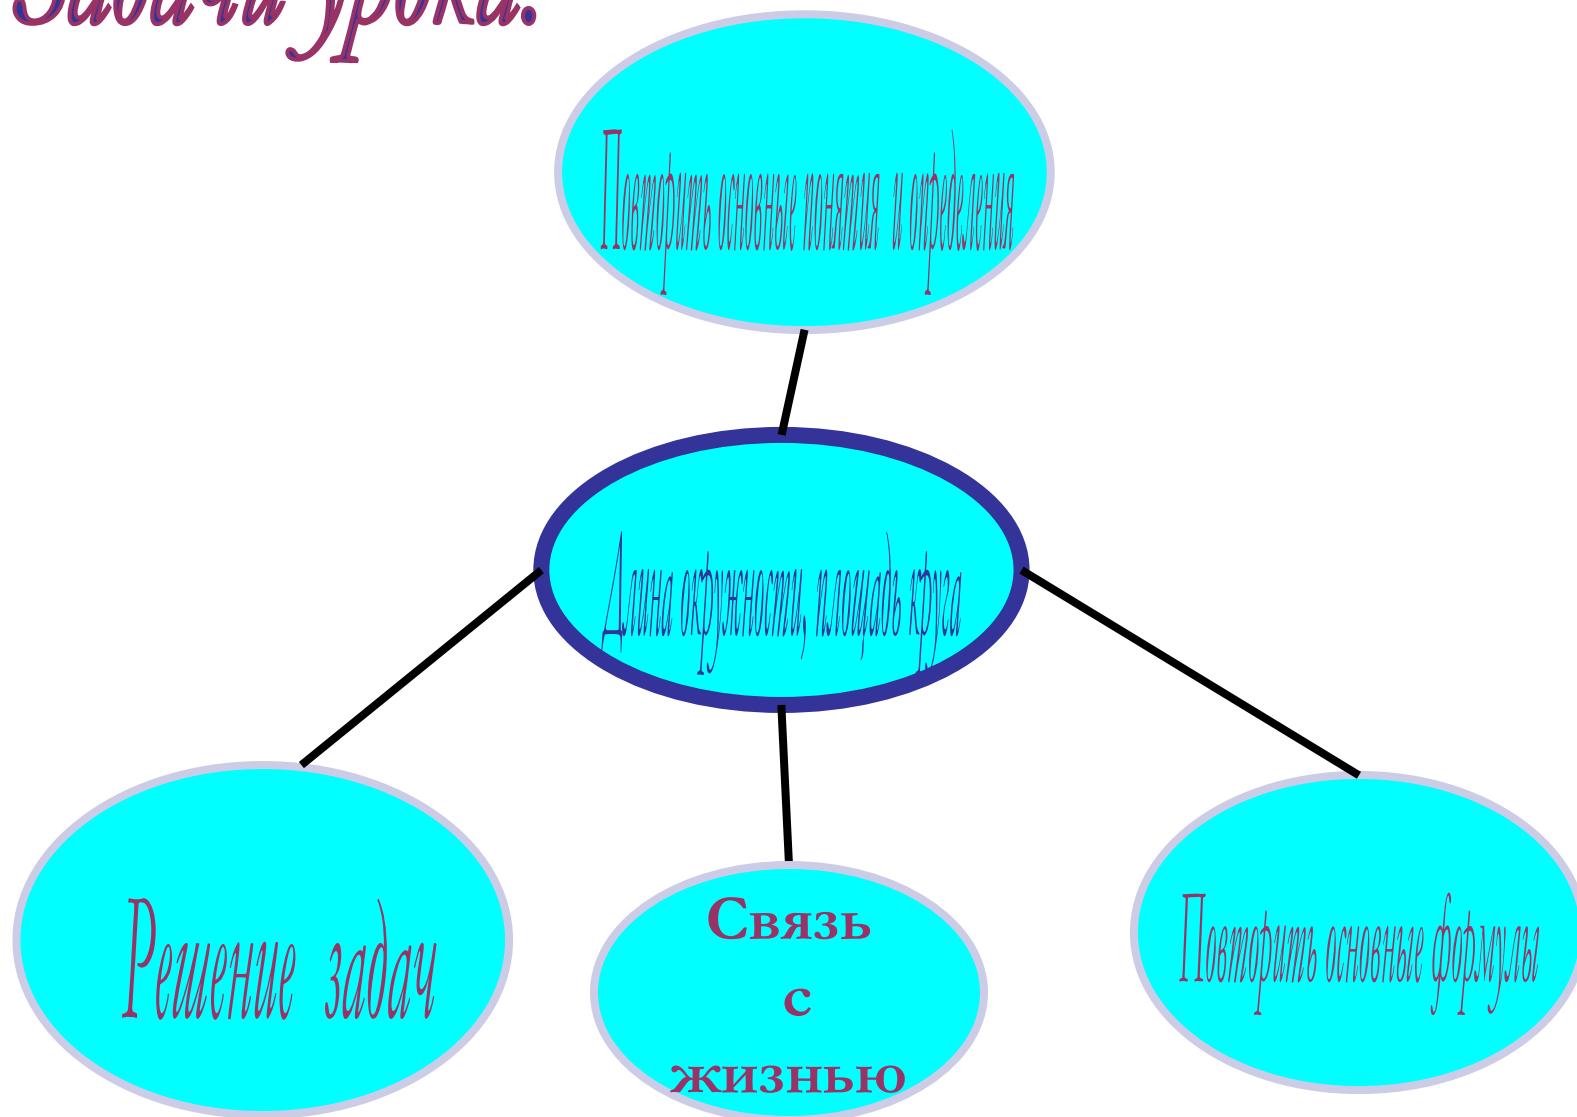 Задачи урока.
Повторить основные понятия и определения
Длина окружности, площадь круга
Решение задач
Связь
с
жизнью
Повторить основные формулы